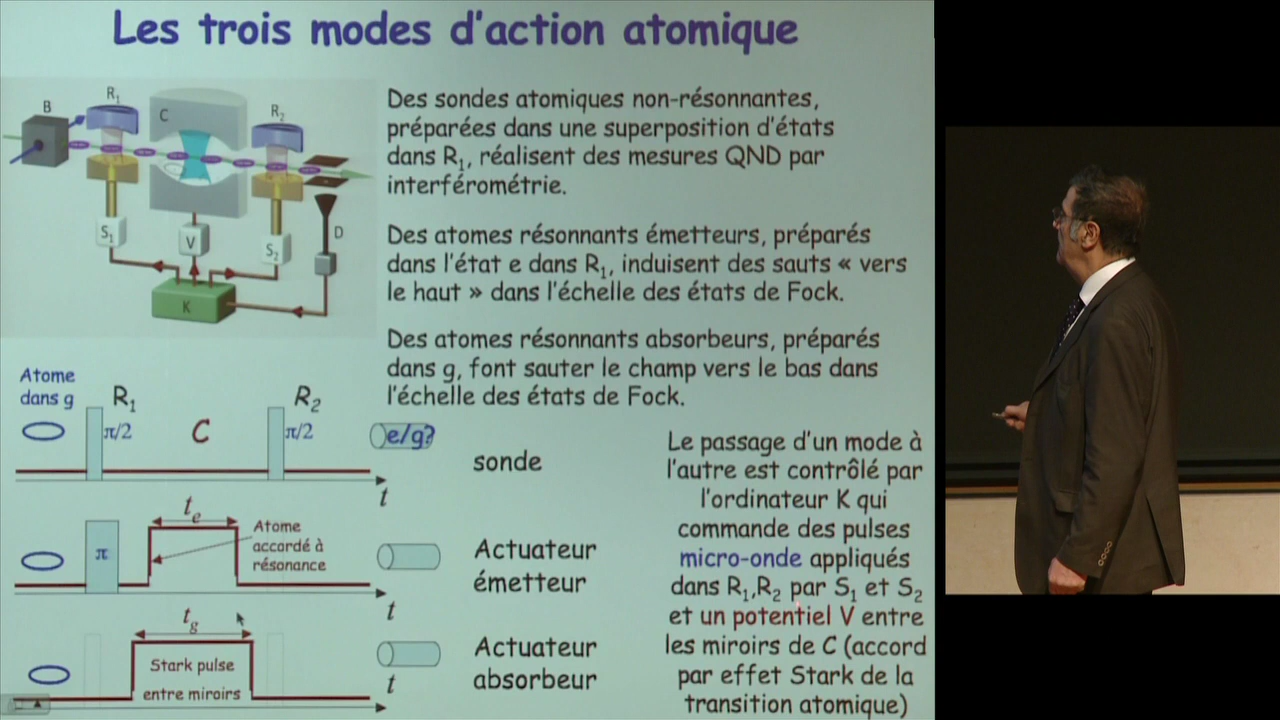 Les trois modes d'action atomique
B
R₁
C
R₂
S₁
V
S₂
D
K
Des sondes atomiques non-résonnantes,
préparées dans une superposition d'états
dans R₁, réalisent des mesures QND par
interférométrie.
Des atomes résonnants émetteurs, préparés
dans l'état e dans R₁, induisent des sauts « vers
le haut » dans l'échelle des états de Fock.
Des atomes résonnants absorbeurs, préparés
dans g, font sauter le champ vers le bas dans
l'échelle des états de Fock.
Atome
dans g
R₁
R₂
π/2
C
π/2
e/g?
t
sonde
π
tₑ
Atome
accordé à
résonance
t
Actuateur
émetteur
t_g
Stark pulse
entre miroirs
t
Actuateur
absorbeur
Le passage d'un mode à
l'autre est contrôlé par
l'ordinateur K qui
commande des pulses
micro-onde appliqués
dans R₁,R₂ par S₁ et S₂
et un potentiel V entre
les miroirs de C (accord
par effet Stark de la
transition atomique)